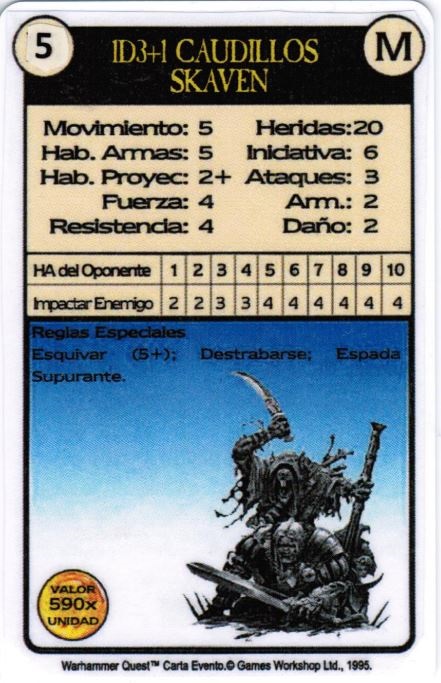 5
1D3+1 CAUDILLOS
SKAVEN
M
Movimiento: 5 Heridas:20
Hab. Armas: 5 Iniciativa: 6
Hab. Proyec: 2+ Ataques: 3
Fuerza: 4 Arm.: 2
Resistencia: 4 Daño: 2
HA del Oponente 1 2 3 4 5 6 7 8 9 10
Impactar Enemigo 2 2 3 3 4 4 4 4 4 4
Reglas Especiales
Esquivar (5+); Destrabarse; Espada
Supurante.
VALOR
590x
UNIDAD
Warhammer Quest™ Carta Evento.© Games Workshop Ltd., 1995.